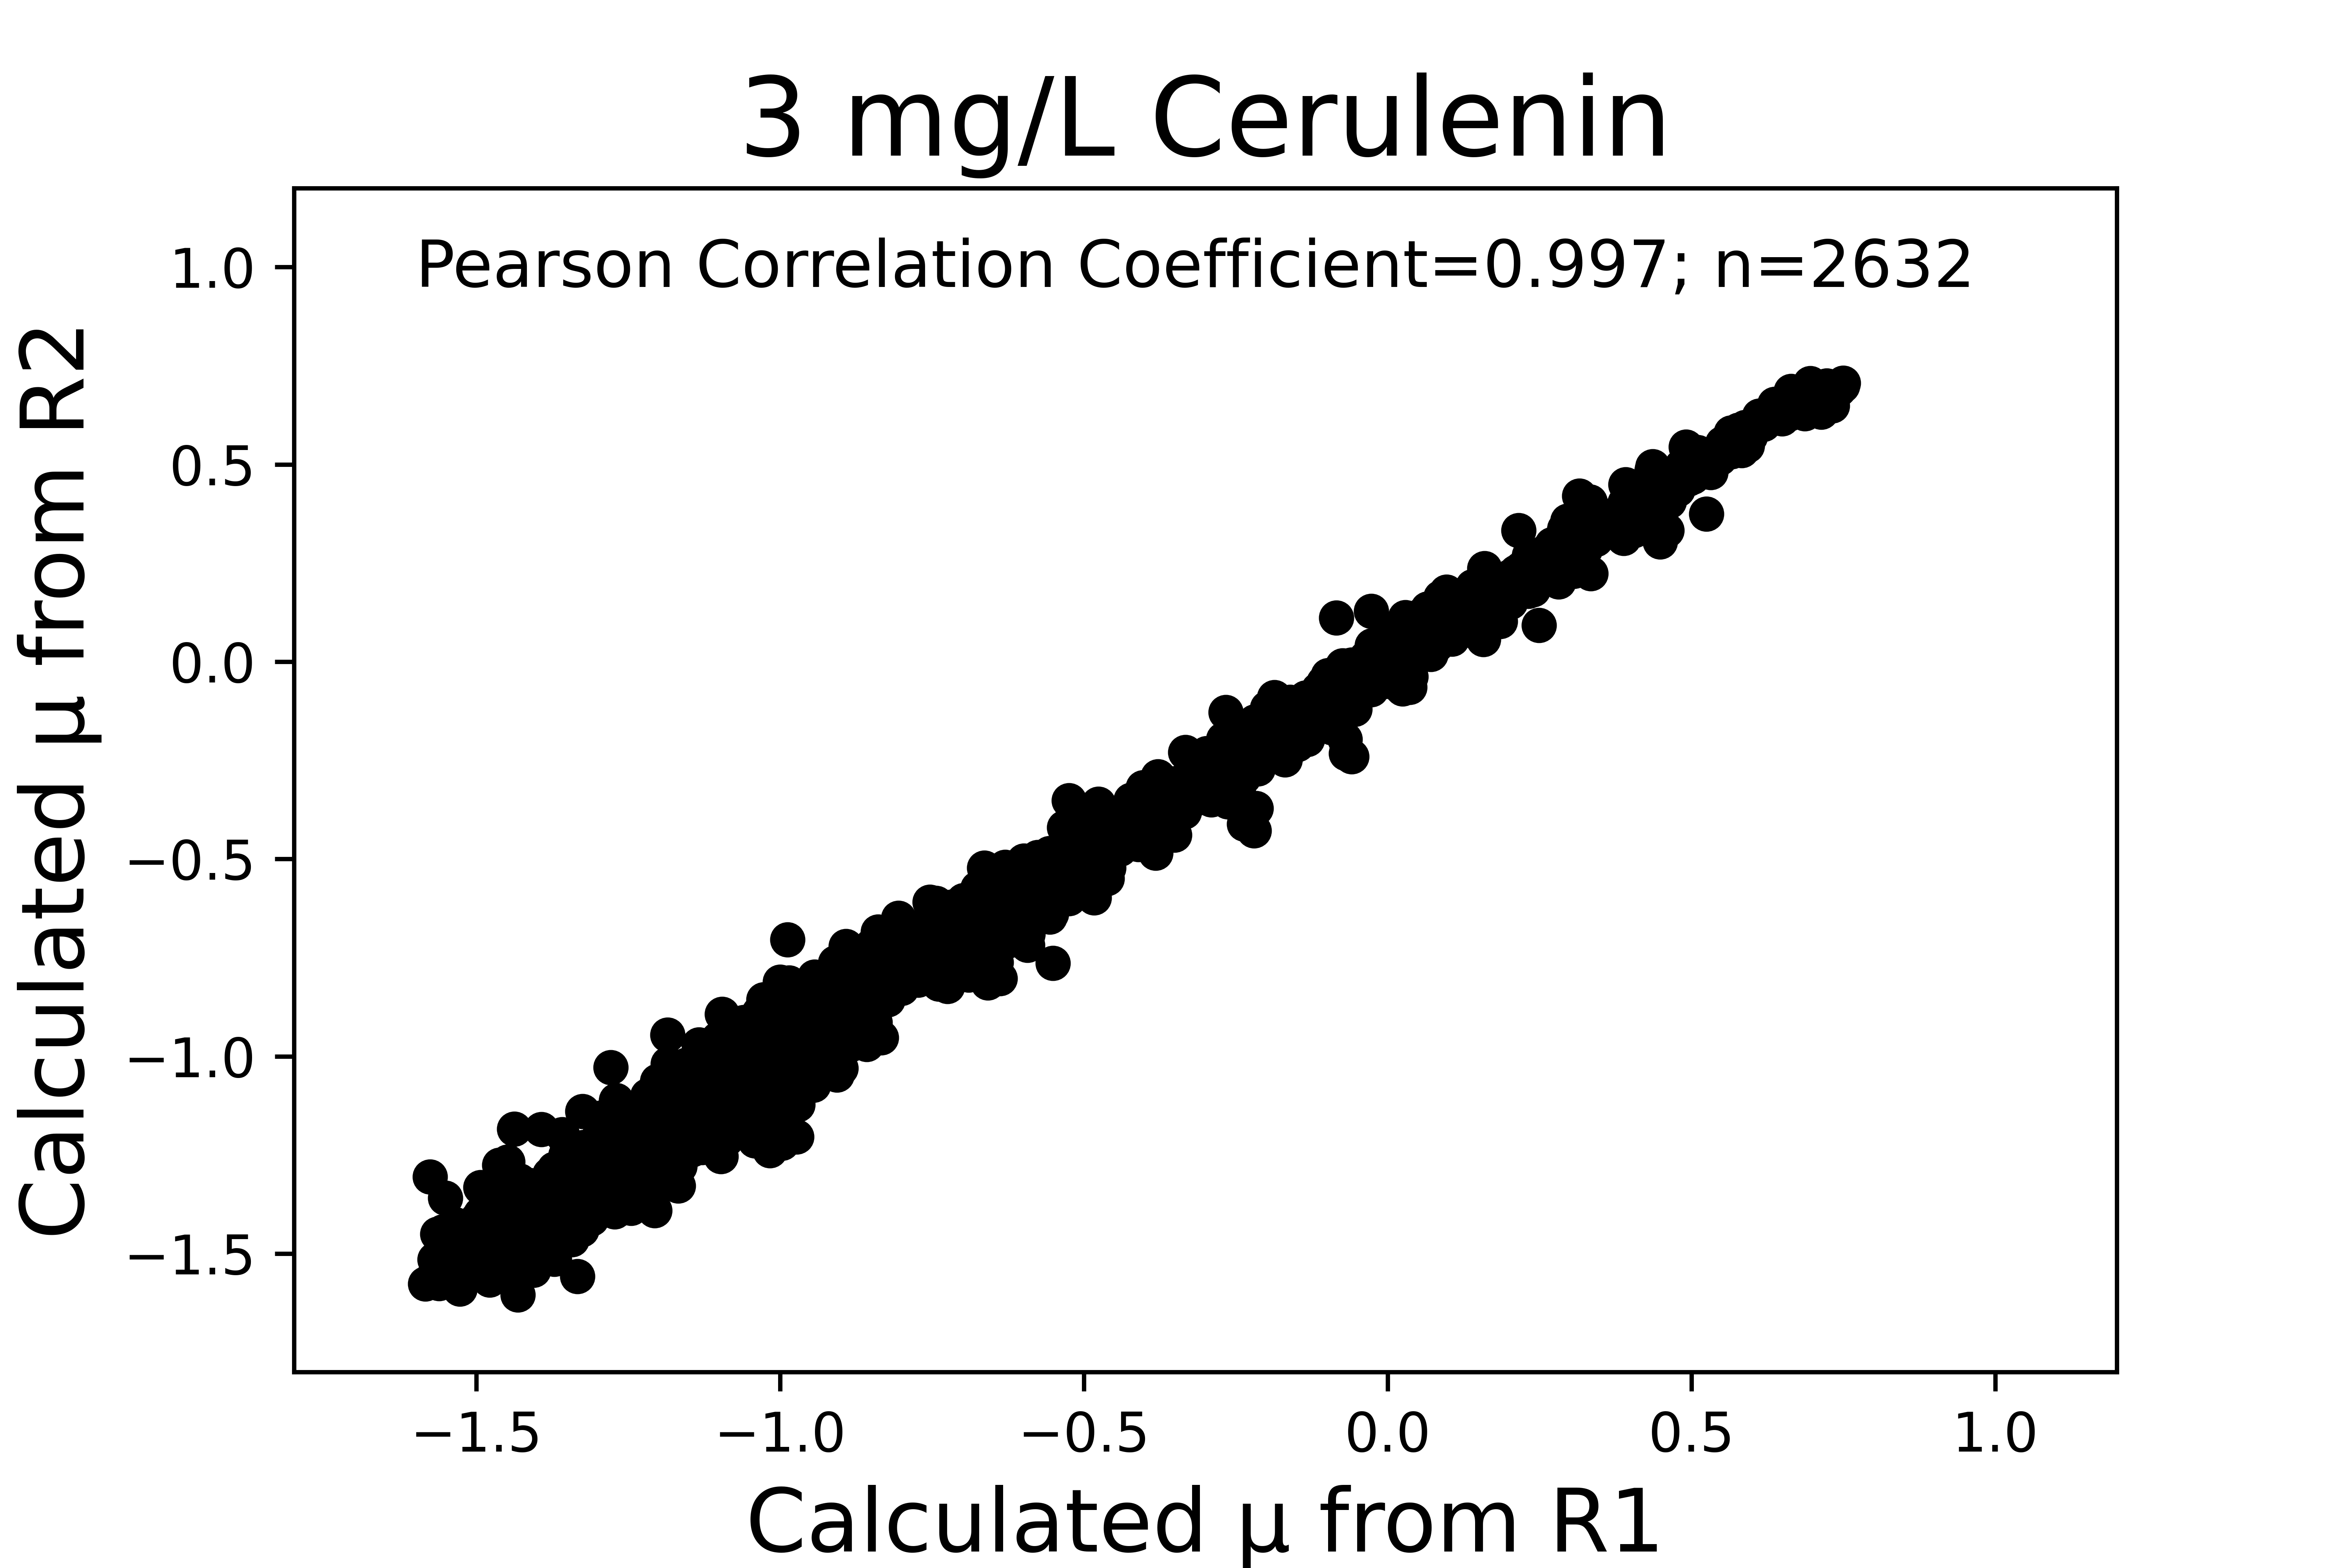 3 mg/L Cerulenin
Pearson Correlation Coefficient=0.997; n=2632
Calculated μ from R2
1.0
0.5
0.0
−0.5
−1.0
−1.5
−1.5 −1.0 −0.5 0.0 0.5 1.0
Calculated μ from R1